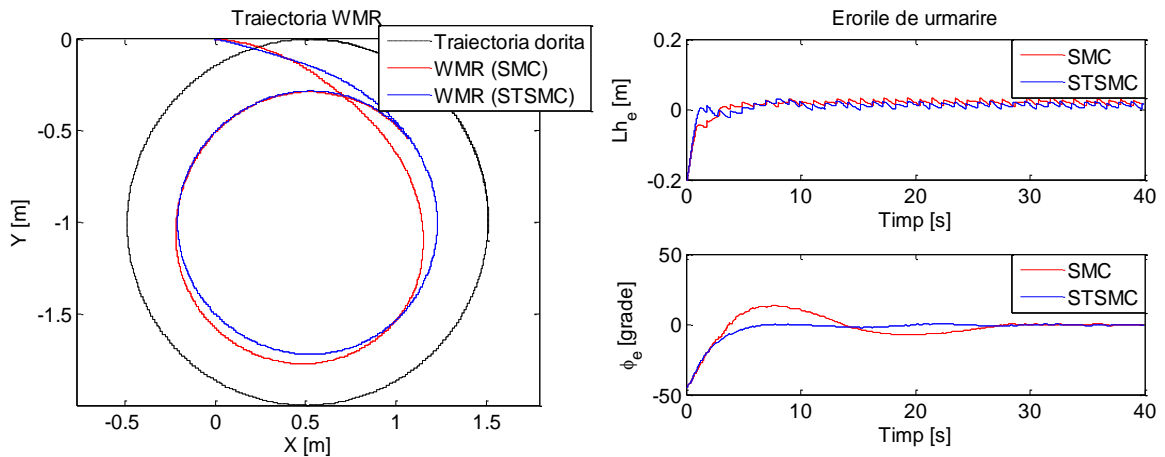 Traiectoria WMR
Traiectoria dorita
WMR (SMC)
WMR (STSMC)
0
-0.5
-1
-1.5
Y [m]
-0.5
0
0.5
1
1.5
X [m]
Erorile de urmarire
SMC
STSMC
0.2
0
-0.2
Lh_e [m]
0
10
20
30
40
Timp [s]
SMC
STSMC
50
0
-50
ϕ_e [grade]
0
10
20
30
40
Timp [s]